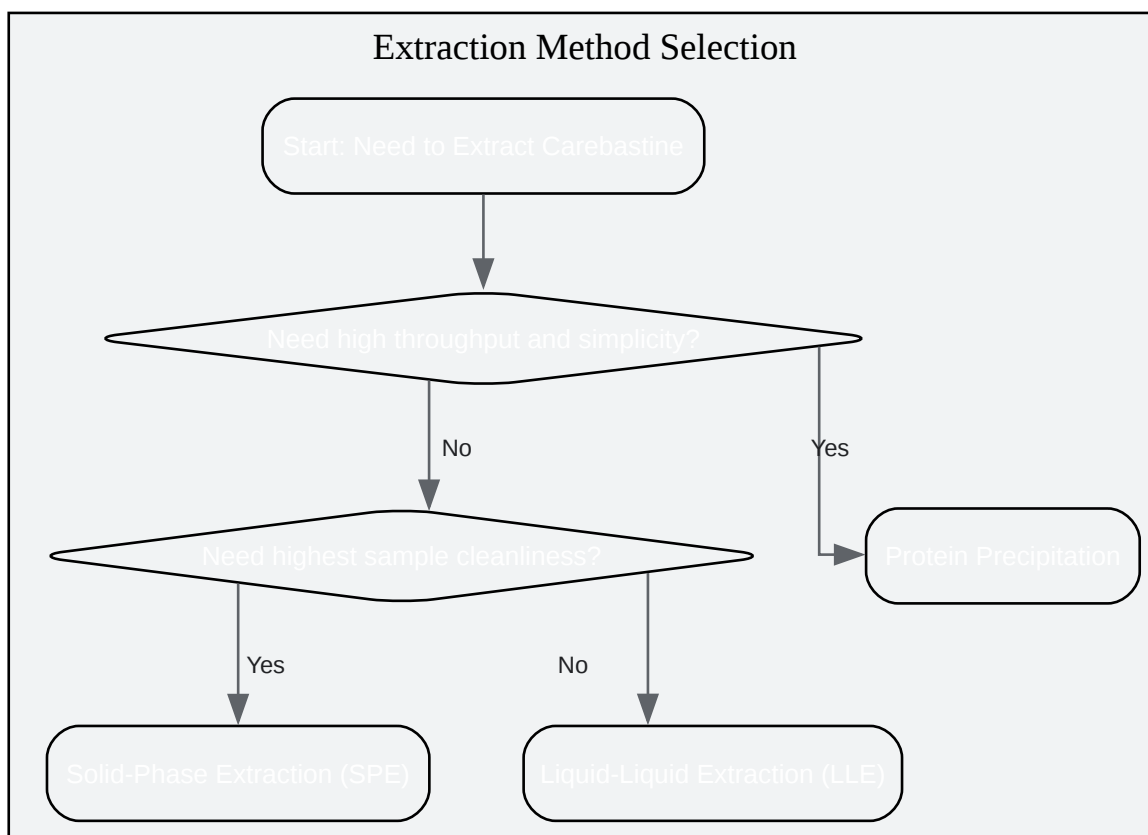 Extraction Method Selection
Start: Need to Extract Carebastine
Need high throughput and simplicity?
No
Yes
Need highest sample cleanliness?
Protein Precipitation
Yes
No
Solid-Phase Extraction (SPE)
Liquid-Liquid Extraction (LLE)